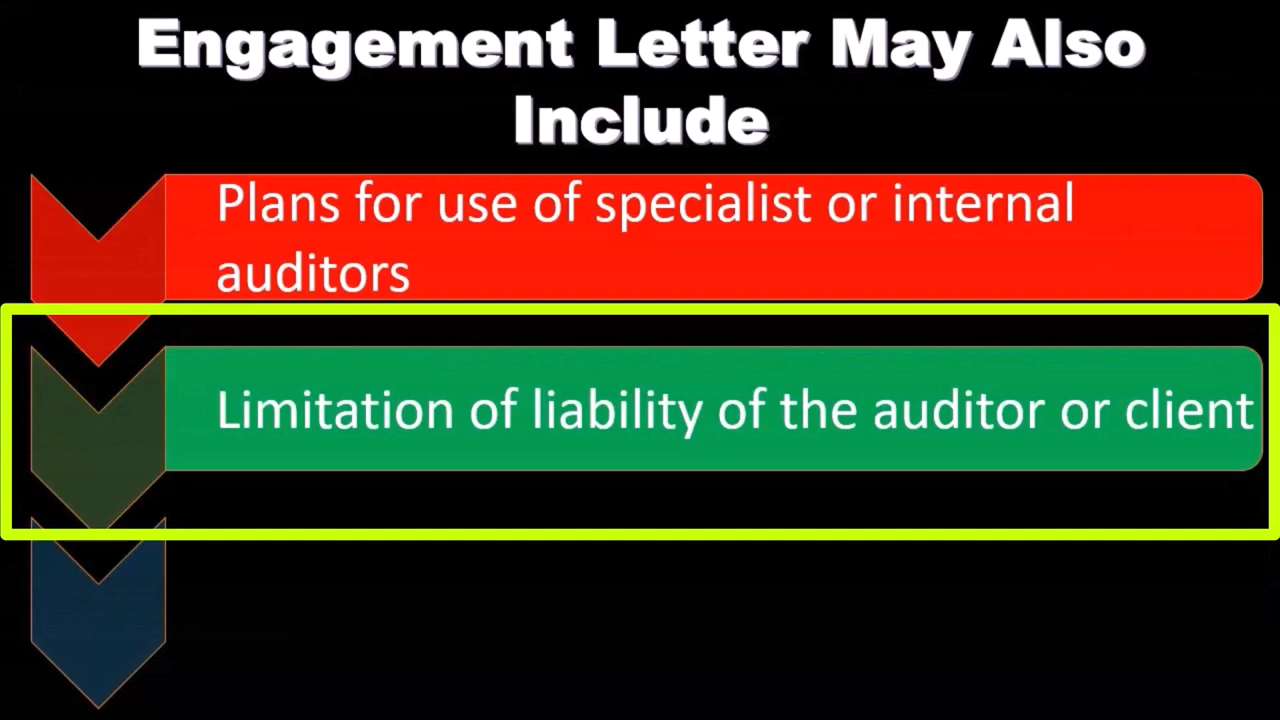 Engagement Letter May Also
Include
Plans for use of specialist or internal
auditors
Limitation of liability of the auditor or client